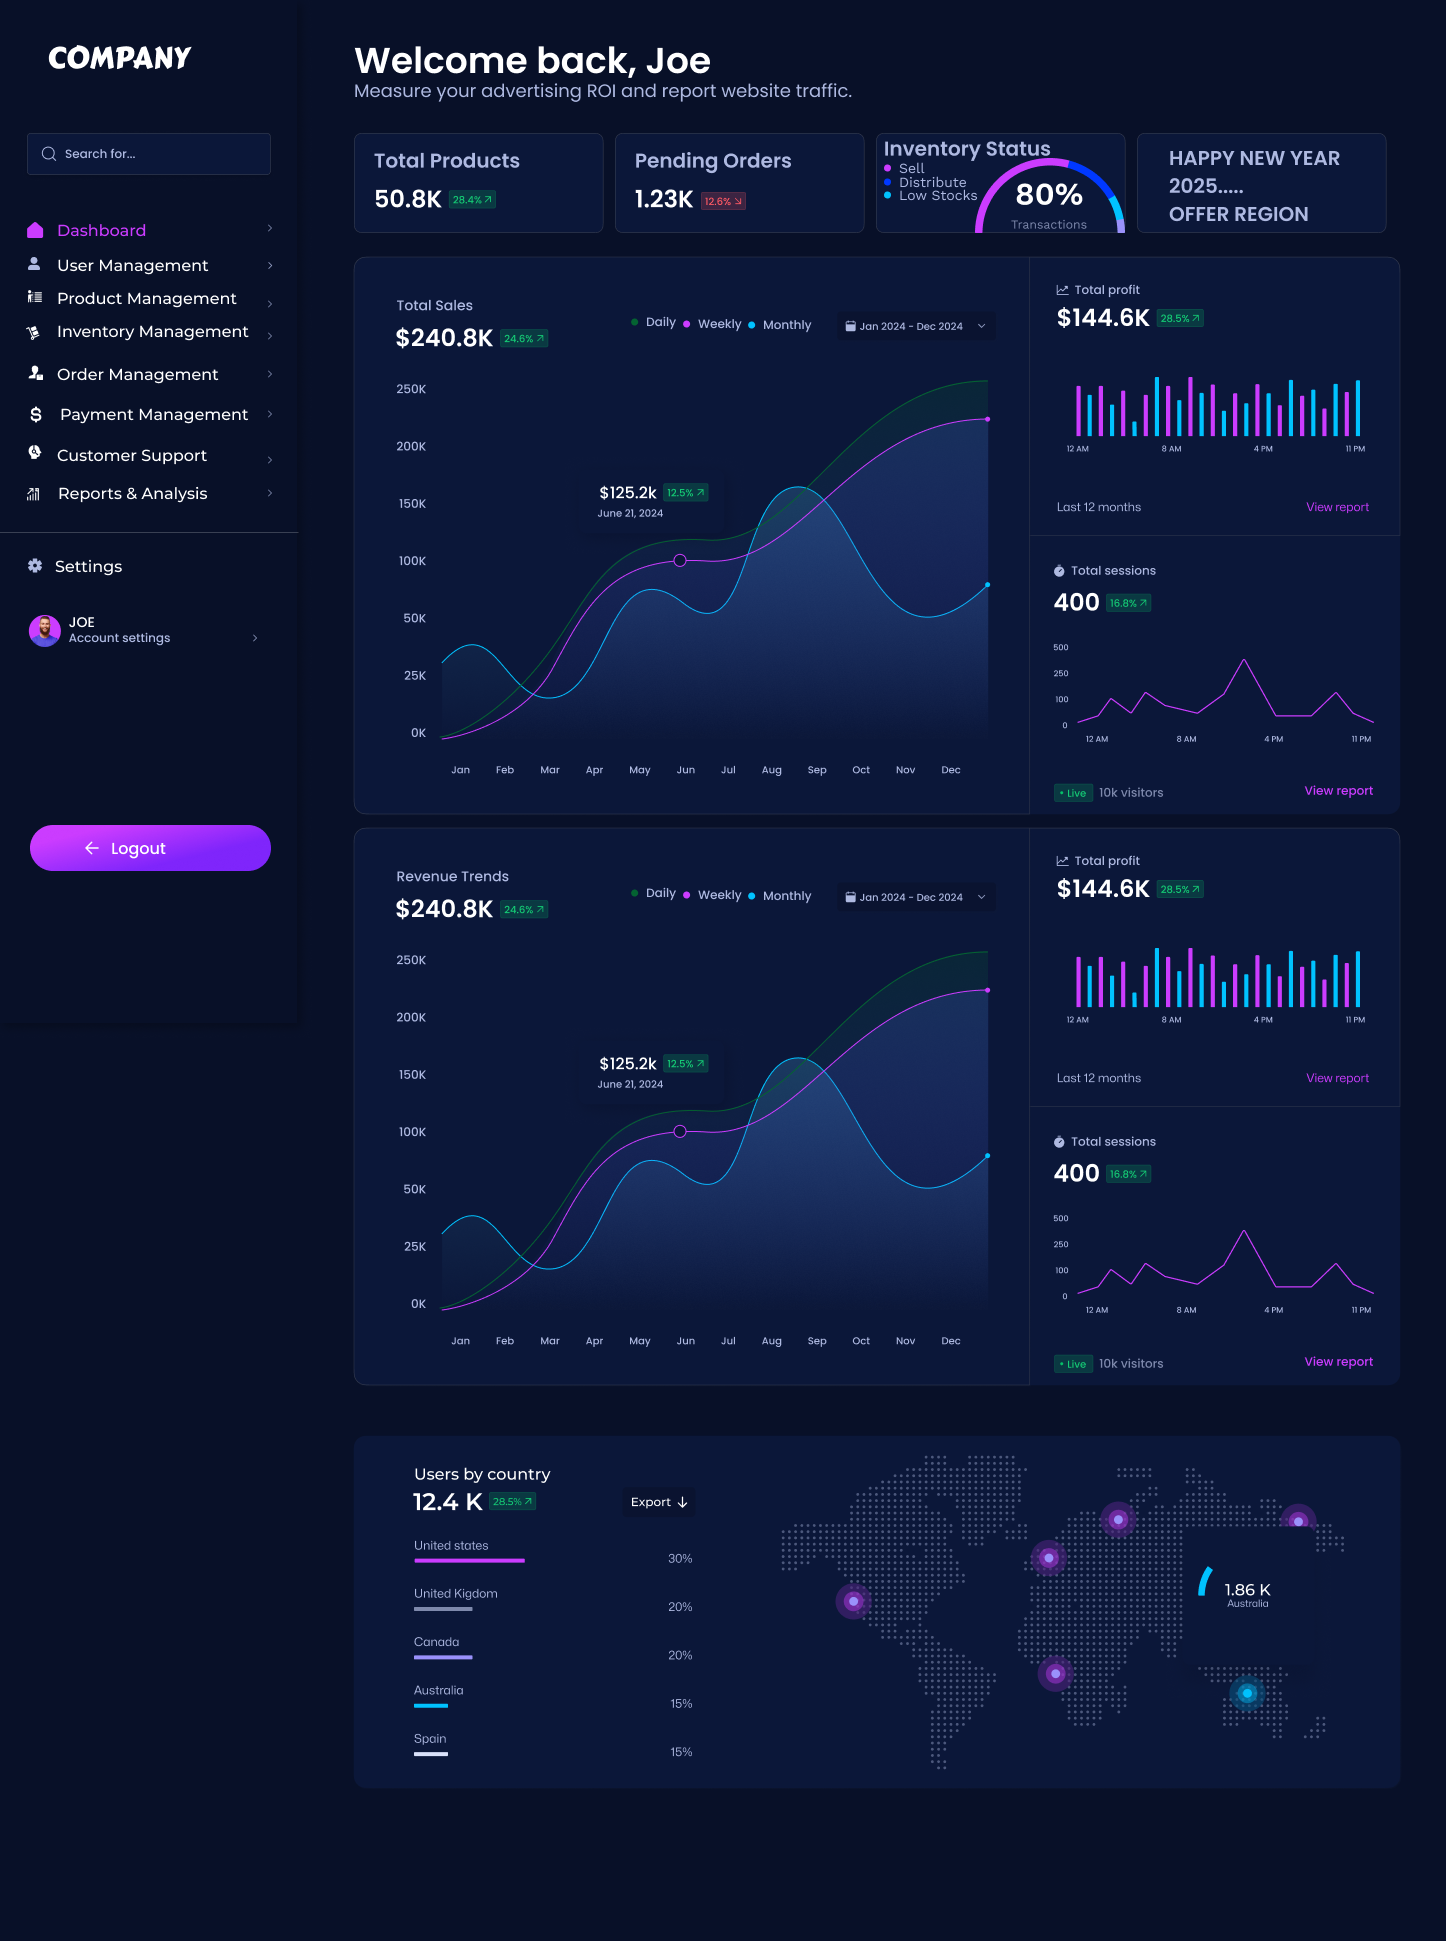 COMPANY
Search for...
Dashboard
User Management
Product Management
Inventory Management
Order Management
Payment Management
Customer Support
Reports & Analysis
Settings
JOE
Account settings
Logout
Welcome back, Joe
Measure your advertising ROI and report website traffic.
Total Products
50.8K 28.4%
Pending Orders
1.23K 12.6%
Inventory Status
Sell
Distribute
Low Stocks
80%
Transactions
HAPPY NEW YEAR
2025.....
OFFER REGION
Total Sales
$240.8K 24.6%
Daily Weekly Monthly
Jan 2024 - Dec 2024
250K
200K
150K
100K
50K
25K
0K
$125.2k 12.5%
June 21, 2024
Jan Feb Mar Apr May Jun Jul Aug Sep Oct Nov Dec
Total profit
$144.6K 28.5%
12 AM 8 AM 4 PM 11 PM
Last 12 months View report
Total sessions
400 16.8%
500
250
100
0
12 AM 8 AM 4 PM 11 PM
Live 10k visitors View report
Revenue Trends
$240.8K 24.6%
Daily Weekly Monthly
Jan 2024 - Dec 2024
250K
200K
150K
100K
50K
25K
0K
$125.2k 12.5%
June 21, 2024
Jan Feb Mar Apr May Jun Jul Aug Sep Oct Nov Dec
Total profit
$144.6K 28.5%
12 AM 8 AM 4 PM 11 PM
Last 12 months View report
Total sessions
400 16.8%
500
250
100
0
12 AM 8 AM 4 PM 11 PM
Live 10k visitors View report
Users by country
12.4 K 28.5%
Export
United states 30%
United Kigdom 20%
Canada 20%
Australia 15%
Spain 15%
1.86 K
Australia